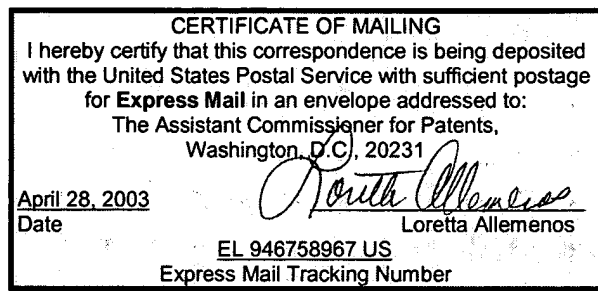 CERTIFICATE OF MAILING
I hereby certify that this correspondence is being deposited
with the United States Postal Service with sufficient postage
for Express Mail in an envelope addressed to:
The Assistant Commissioner for Patents,
Washington, D.C, 20231
Loretta Allemenos
April 28, 2003
Date Loretta Allemenos
EL 946758967 US
Express Mail Tracking Number